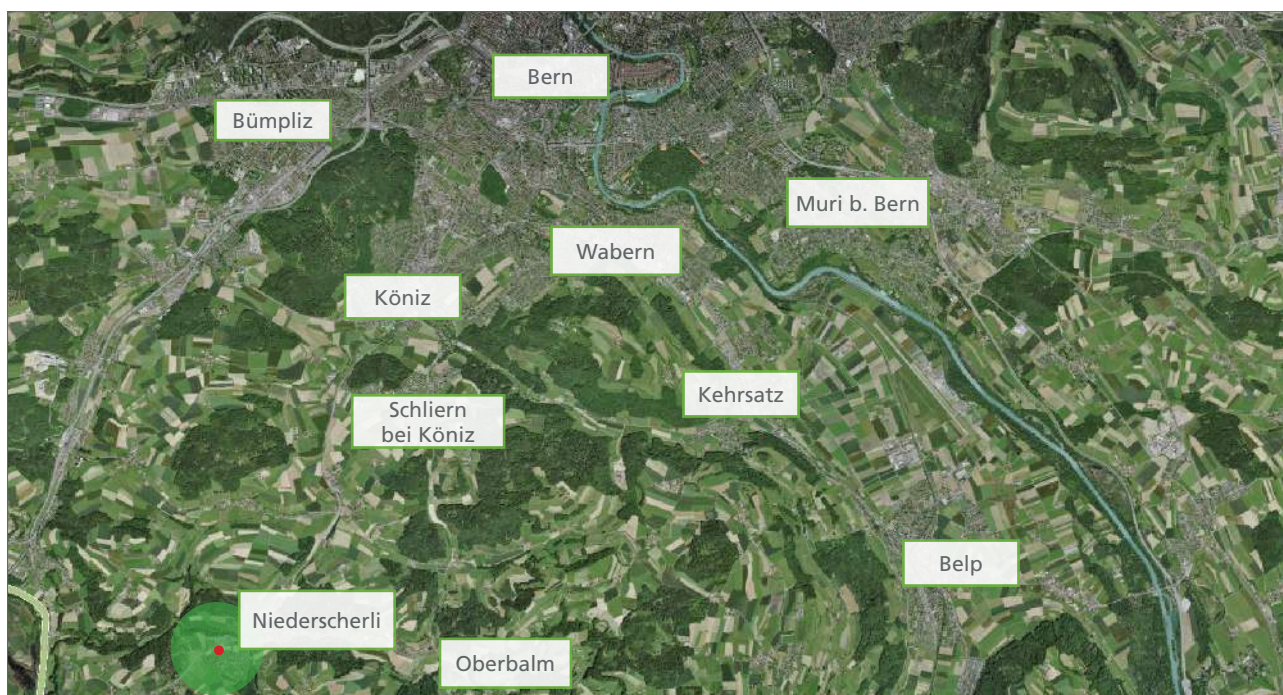 Bern
Bümpliz
Muri b. Bern
Wabern
Köniz
Kehrsatz
Schliern
bei Köniz
Belp
Niederscherli
Oberbalm